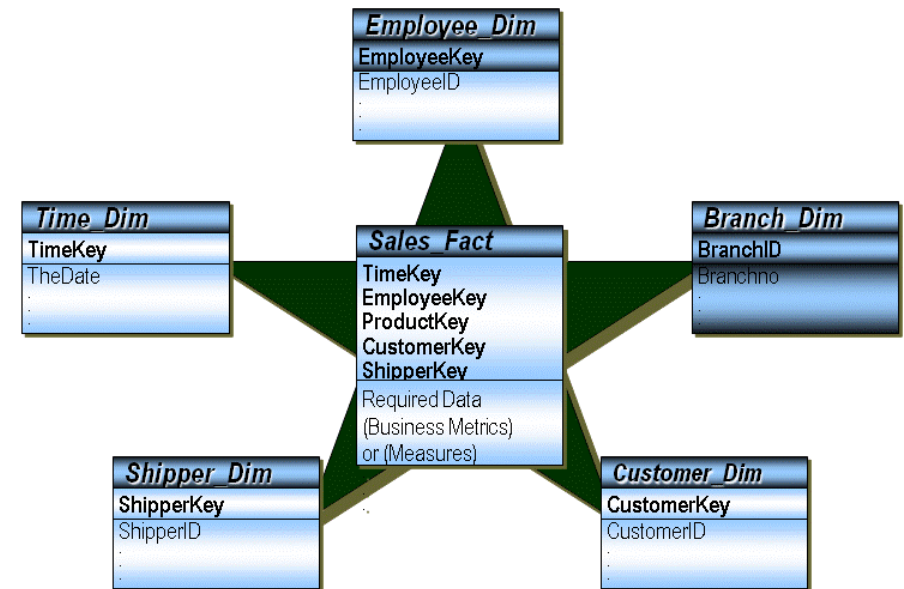 Employee_Dim
EmployeeKey
EmployeeID
.
.
.
Time_Dim
TimeKey
TheDate
.
.
.
Sales_Fact
TimeKey
EmployeeKey
ProductKey
CustomerKey
ShipperKey
Required Data
(Business Metrics)
or (Measures)
.
.
.
Branch_Dim
BranchID
Branchno
.
.
.
Shipper_Dim
ShipperKey
ShipperID
.
.
.
Customer_Dim
CustomerKey
CustomerID
.
.
.